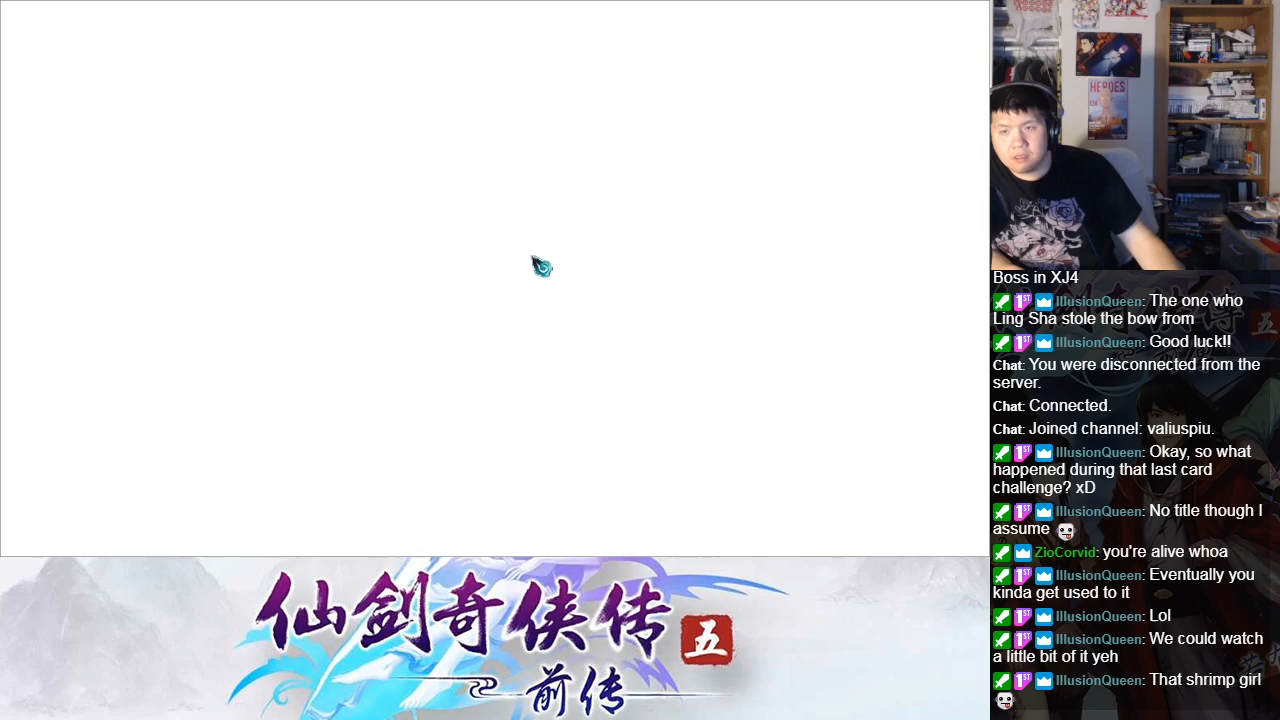 HEROES
Boss in XJ4
IllusionQueen: The one who
Ling Sha stole the bow from
IllusionQueen: Good luck!!
Chat: You were disconnected from the
server.
Chat: Connected.
Chat: Joined channel: valiuspiu.
IllusionQueen: Okay, so what
happened during that last card
challenge? xD
IllusionQueen: No title though I
assume
ZioCorvid: you're alive whoa
IllusionQueen: Eventually you
kinda get used to it
IllusionQueen: Lol
IllusionQueen: We could watch
a little bit of it yeh
IllusionQueen: That shrimp girl
仙剑奇侠传 五
前传